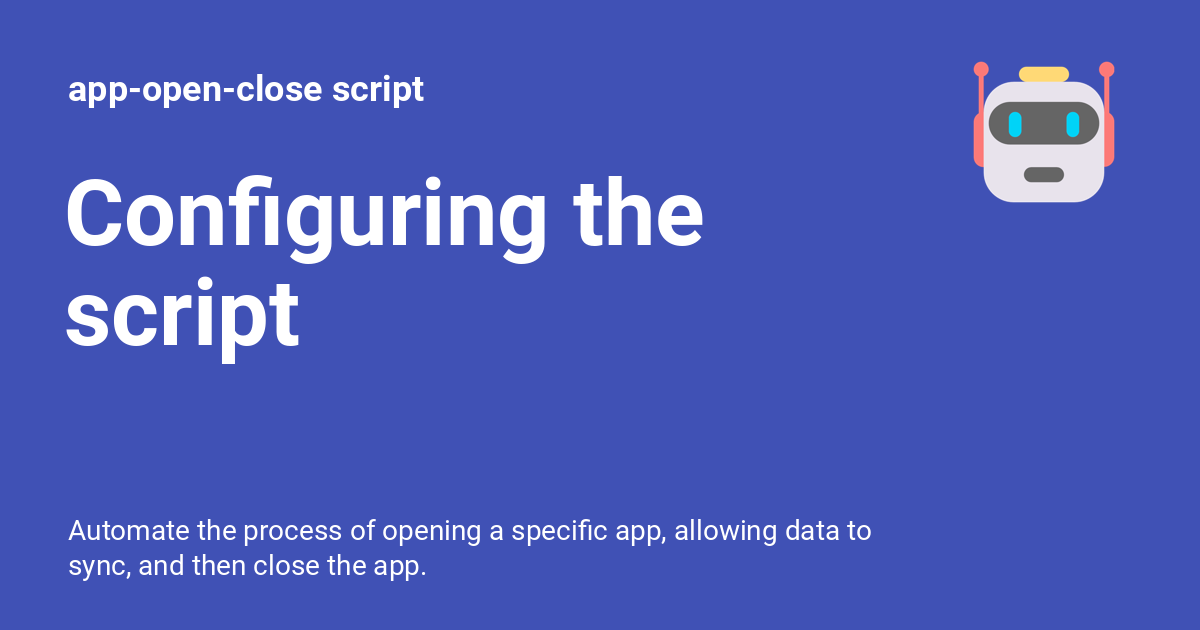 app-open-close script
Configuring the
script
Automate the process of opening a specific app, allowing data to
sync, and then close the app.